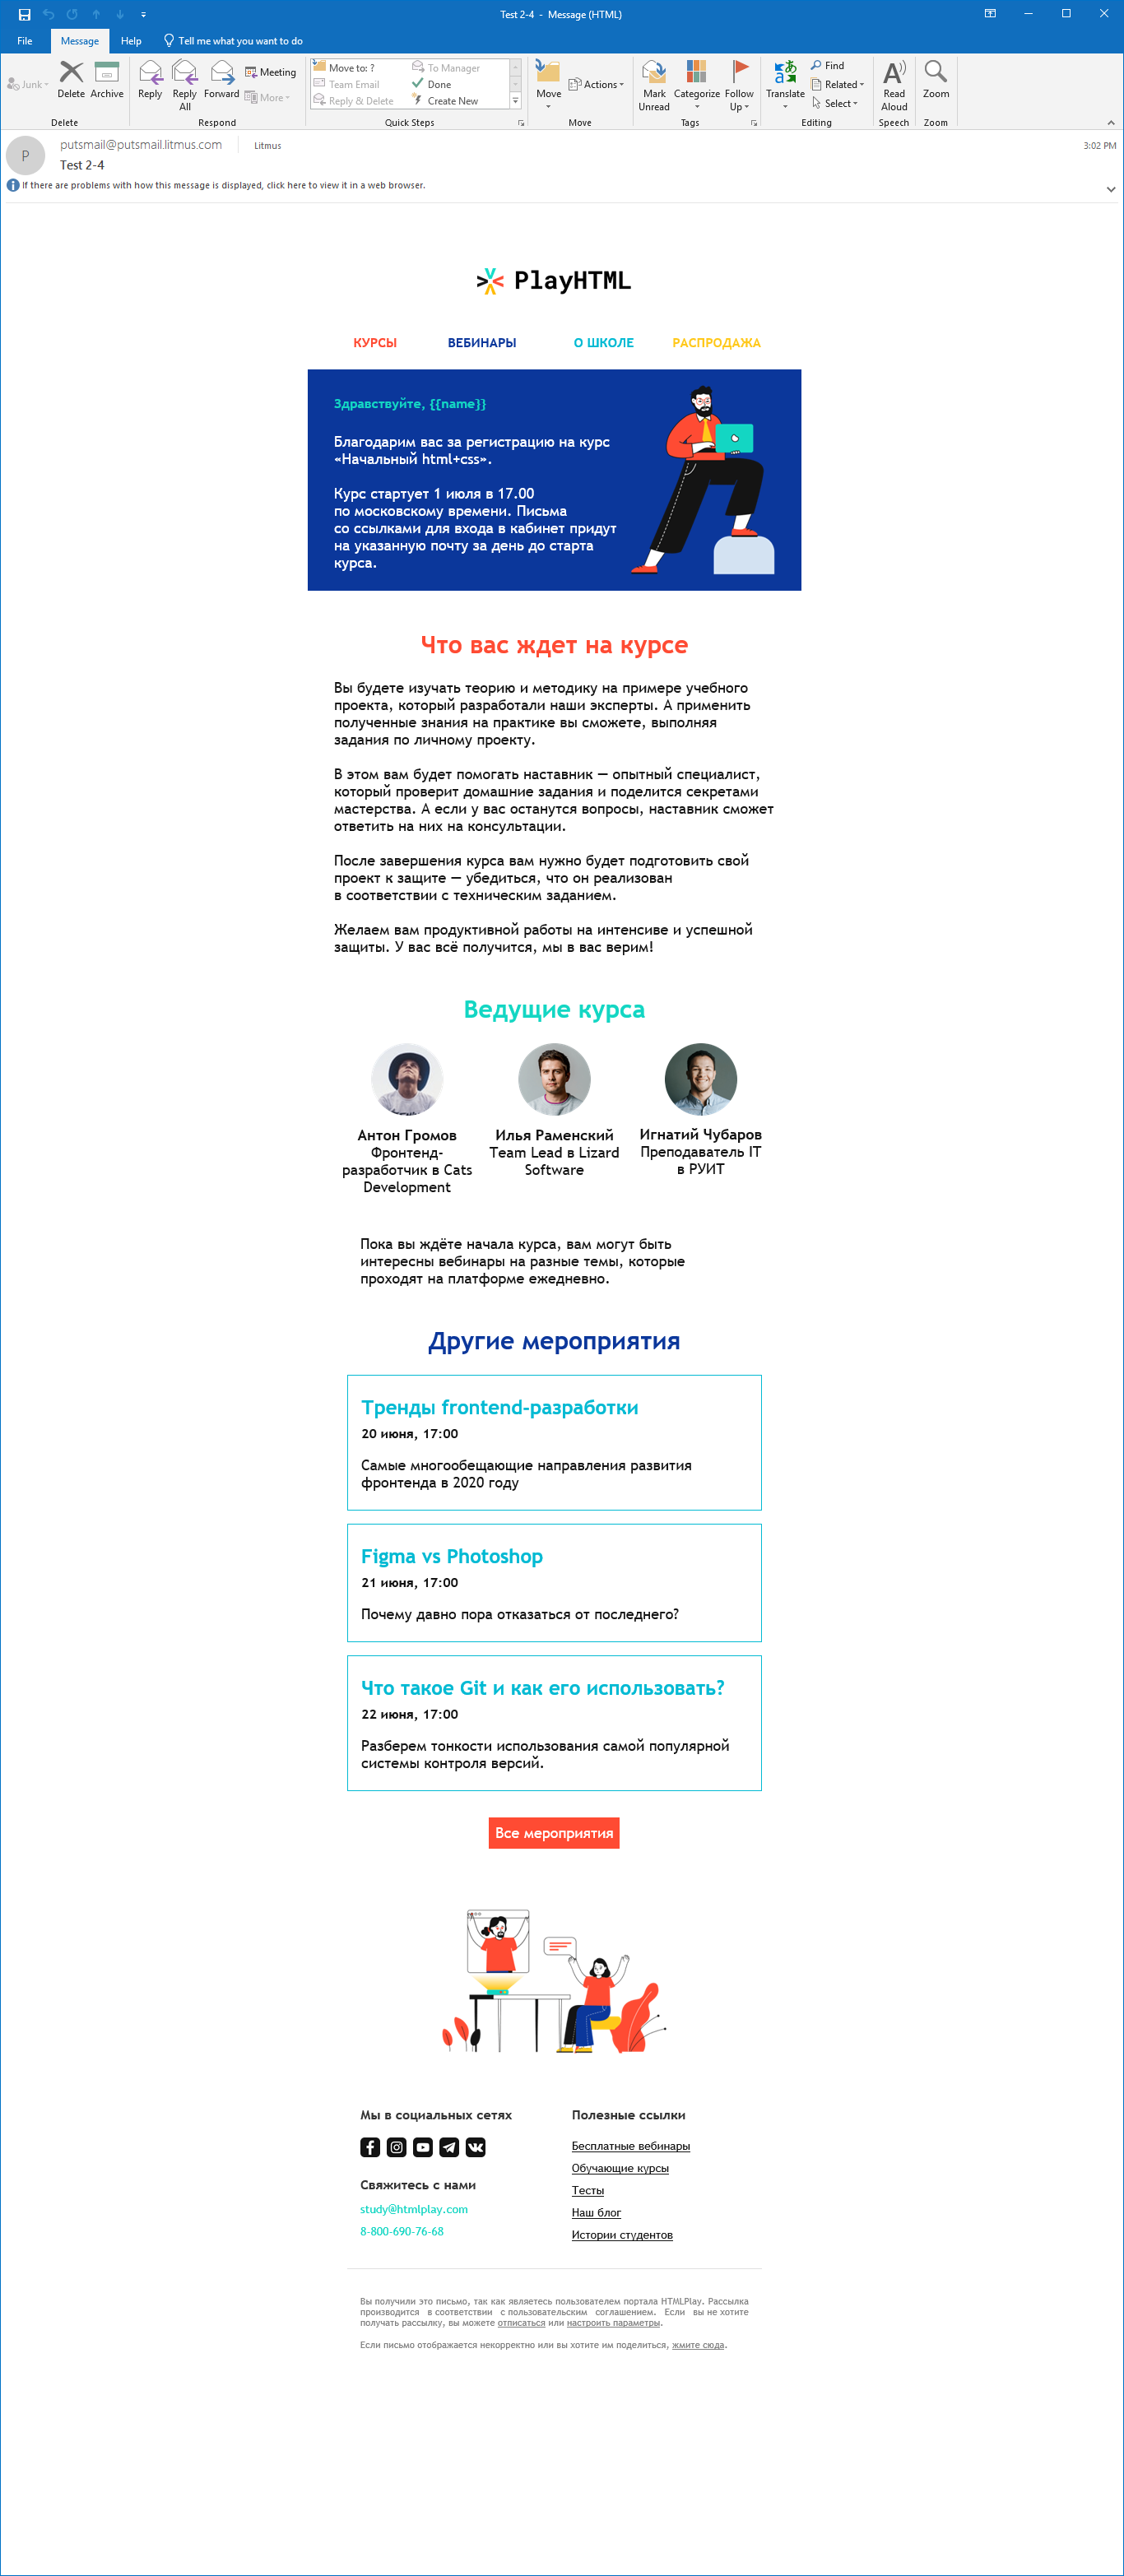 Test 2-4 - Message (HTML)
File
Message
Help
Tell me what you want to do
Junk
Delete
Archive
Reply
Reply All
Forward
Meeting
More
Move to: ?
Team Email
Reply & Delete
To Manager
Done
Create New
Move
Actions
Mark Unread
Categorize
Follow Up
Translate
Find
Related
Select
Read Aloud
Zoom
Delete
Respond
Quick Steps
Move
Tags
Editing
Speech
Zoom
P
putsmail@putsmail.litmus.com
Litmus
3:02 PM
Test 2-4
If there are problems with how this message is displayed, click here to view it in a web browser.
PlayHTML
КУРСЫ
ВЕБИНАРЫ
О ШКОЛЕ
РАСПРОДАЖА
Здравствуйте, {{name}}
Благодарим вас за регистрацию на курс
«Начальный html+css».
Курс стартует 1 июля в 17.00
по московскому времени. Письма
со ссылками для входа в кабинет придут
на указанную почту за день до старта
курса.
Что вас ждет на курсе
Вы будете изучать теорию и методику на примере учебного
проекта, который разработали наши эксперты. А применить
полученные знания на практике вы сможете, выполняя
задания по личному проекту.
В этом вам будет помогать наставник — опытный специалист,
который проверит домашние задания и поделится секретами
мастерства. А если у вас останутся вопросы, наставник сможет
ответить на них на консультации.
После завершения курса вам нужно будет подготовить свой
проект к защите — убедиться, что он реализован
в соответствии с техническим заданием.
Желаем вам продуктивной работы на интенсиве и успешной
защиты. У вас всё получится, мы в вас верим!
Ведущие курса
Антон Громов
Фронтенд-
разработчик в Cats
Development
Илья Раменский
Team Lead в Lizard
Software
Игнатий Чубаров
Преподаватель IT
в РУИТ
Пока вы ждёте начала курса, вам могут быть
интересны вебинары на разные темы, которые
проходят на платформе ежедневно.
Другие мероприятия
Тренды frontend-разработки
20 июня, 17:00
Самые многообещающие направления развития
фронтенда в 2020 году
Figma vs Photoshop
21 июня, 17:00
Почему давно пора отказаться от последнего?
Что такое Git и как его использовать?
22 июня, 17:00
Разберем тонкости использования самой популярной
системы контроля версий.
Все мероприятия
Мы в социальных сетях
Свяжитесь с нами
study@htmlplay.com
8-800-690-76-68
Полезные ссылки
Бесплатные вебинары
Обучающие курсы
Тесты
Наш блог
Истории студентов
Вы получили это письмо, так как являетесь пользователем портала HTMLPlay. Рассылка
производится в соответствии с пользовательским соглашением. Если вы не хотите
получать рассылку, вы можете отписаться или настроить параметры.
Если письмо отображается некорректно или вы хотите им поделиться, жмите сюда.